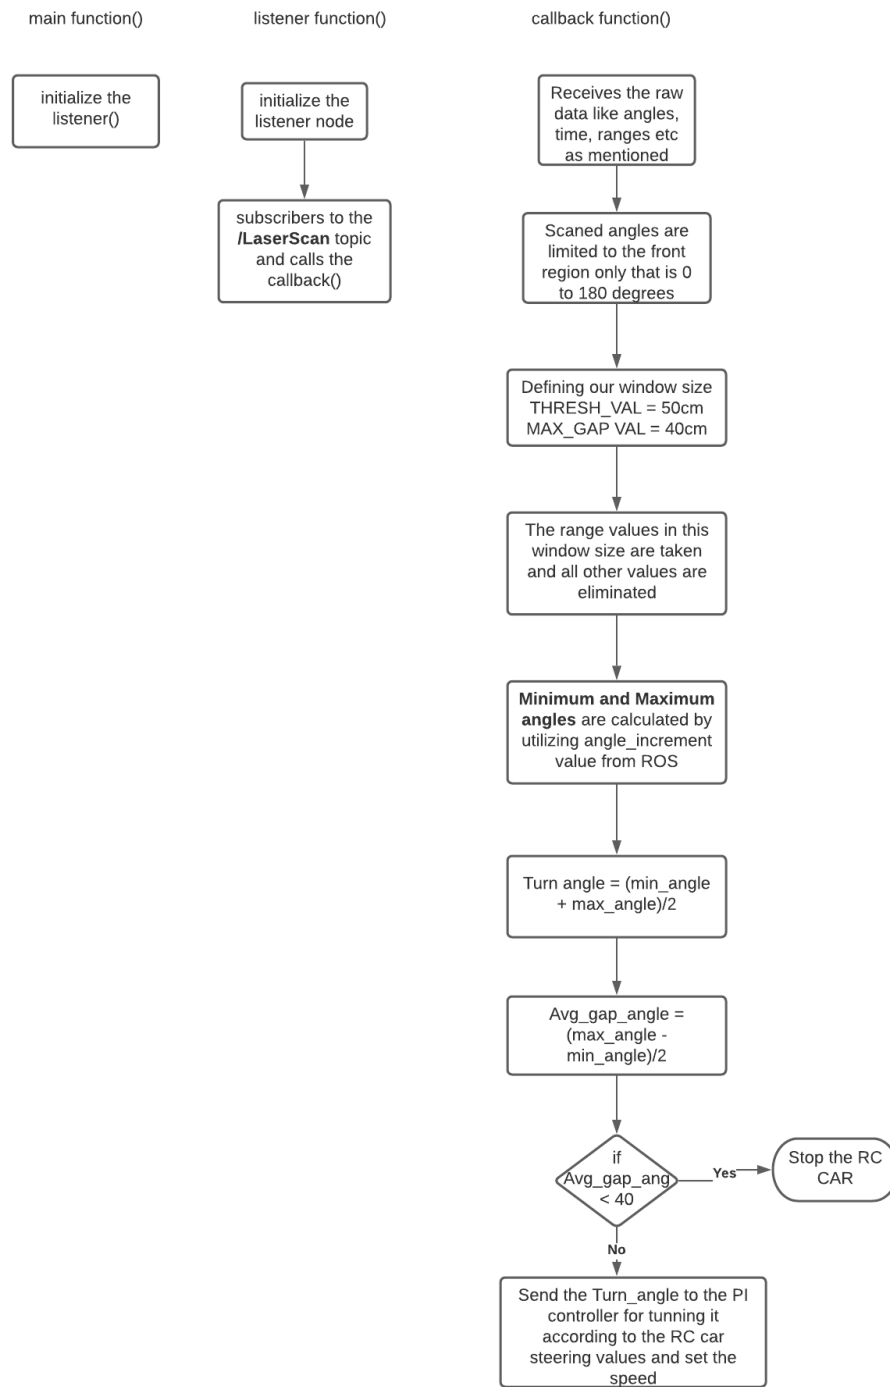 main function()
initialize the
listener()
listener function()
initialize the
listener node
subscribers to the
/LaserScan topic
and calls the
callback()
callback function()
Receives the raw
data like angles,
time, ranges etc
as mentioned
Scaned angles are
limited to the front
region only that is 0
to 180 degrees
Defining our window size
THRESH_VAL = 50cm
MAX_GAP VAL = 40cm
The range values in this
window size are taken
and all other values are
eliminated
Minimum and Maximum
angles are calculated by
utilizing angle_increment
value from ROS
Turn angle = (min_angle
+ max_angle)/2
Avg_gap_angle =
(max_angle -
min_angle)/2
if
Avg_gap_ang
< 40
Yes
Stop the RC
CAR
No
Send the Turn_angle to the PI
controller for tunning it
according to the RC car
steering values and set the
speed